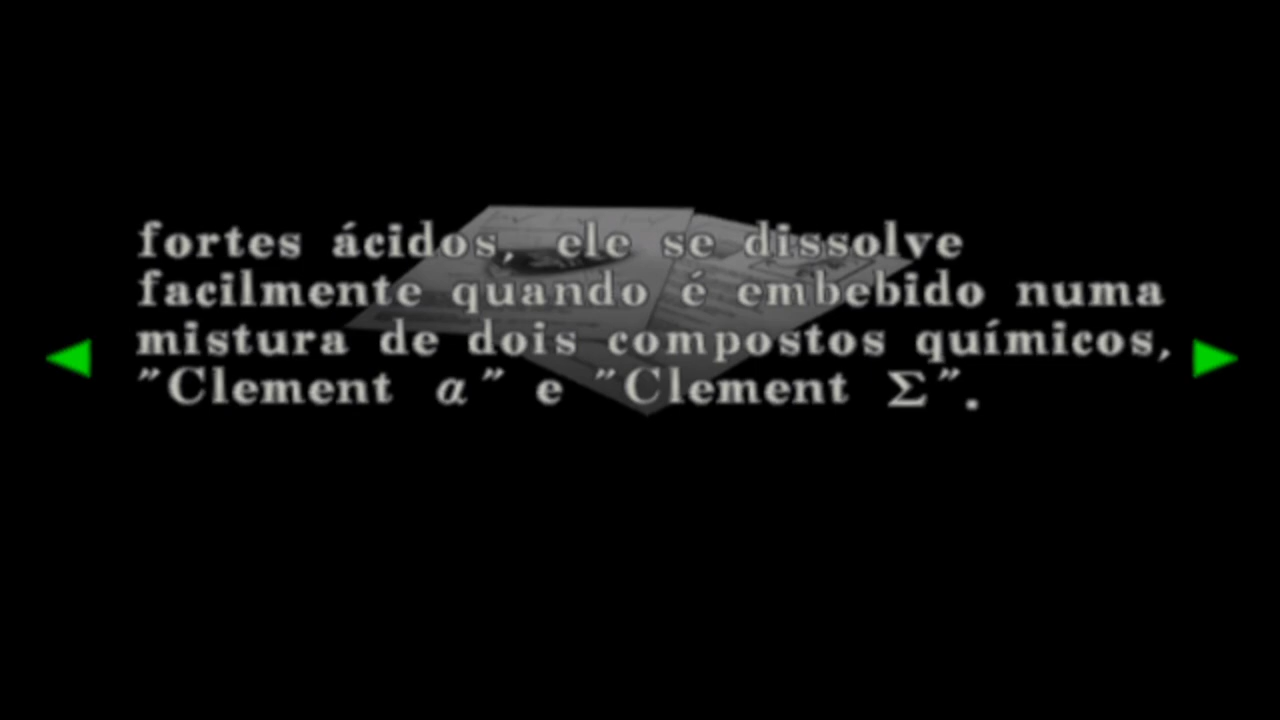 fortes ácidos, ele se dissolve
facilmente quando é embebido numa
mistura de dois compostos químicos,
"Clement α" e "Clement Σ".